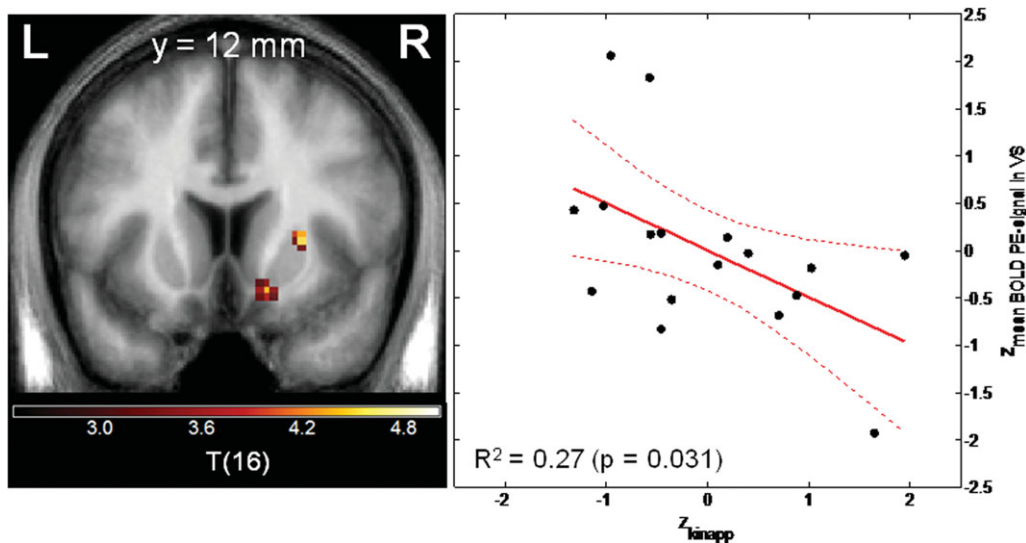 L y = 12 mm R
3.0 3.6 4.2 4.8
T(16)
2.5
2
1.5
1
0.5
0
-0.5
-1
-1.5
-2
-2.5
z mean BOLD PE-signal in VS
R² = 0.27 (p = 0.031)
-2 -1 0 1 2
z kinapp